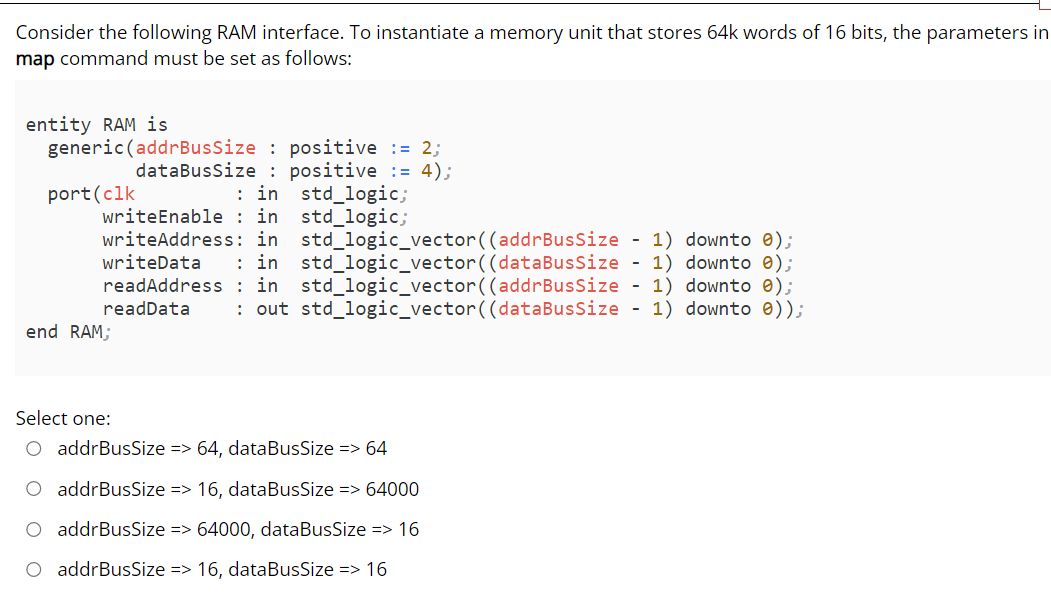 Consider the following RAM interface. To instantiate a memory unit that stores 64k words of 16 bits, the parameters in
map command must be set as follows:
entity RAM is
generic(addrBusSize : positive := 2;
dataBusSize : positive := 4);
port(clk : in std_logic;
writeEnable : in std_logic;
writeAddress: in std_logic_vector((addrBusSize - 1) downto 0);
writeData : in std_logic_vector((dataBusSize - 1) downto 0);
readAddress : in std_logic_vector((addrBusSize - 1) downto 0);
readData : out std_logic_vector((dataBusSize - 1) downto 0));
end RAM;
Select one:
addrBusSize => 64, dataBusSize => 64
addrBusSize => 16, dataBusSize => 64000
addrBusSize => 64000, dataBusSize => 16
addrBusSize => 16, dataBusSize => 16